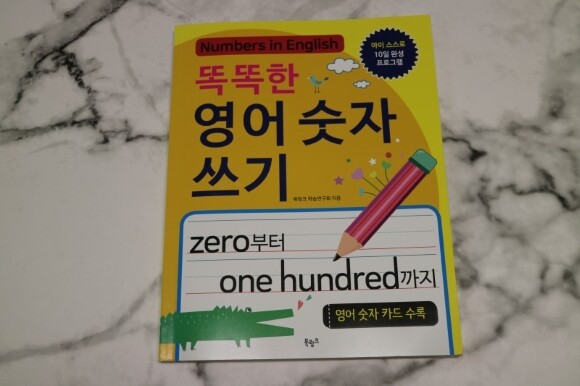 Numbers in English
아이 스스로
10일 완성
프로그램
똑똑한
영어 숫자
쓰기
zero부터
one hundred까지
영어 숫자 카드 수록